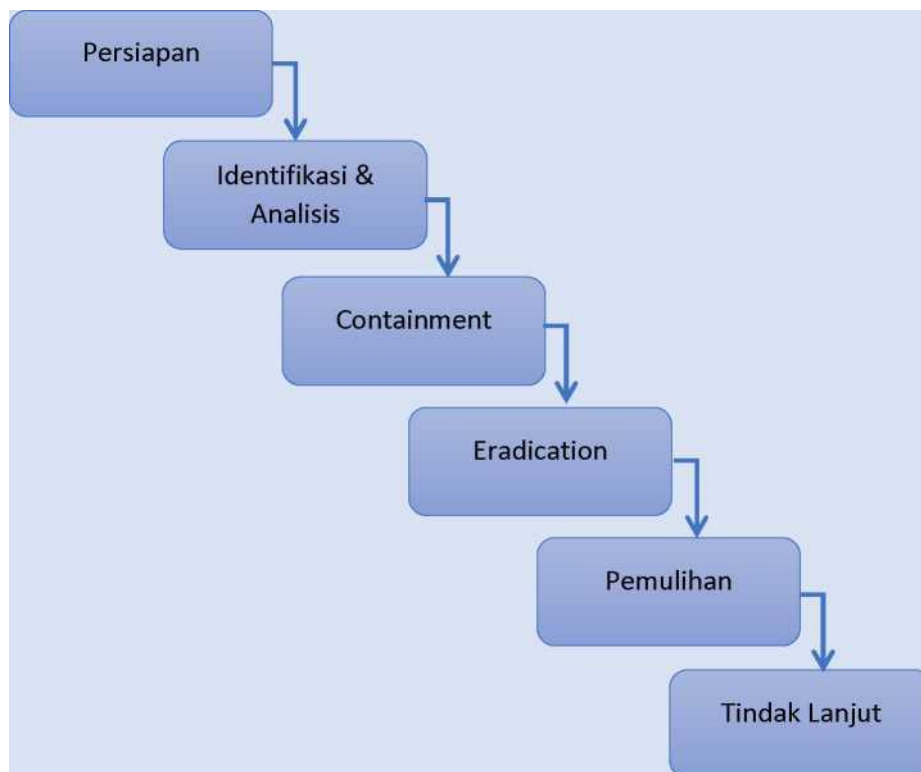 Persiapan
Identifikasi &
Analisis
Containment
Eradication
Pemulihan
Tindak Lanjut